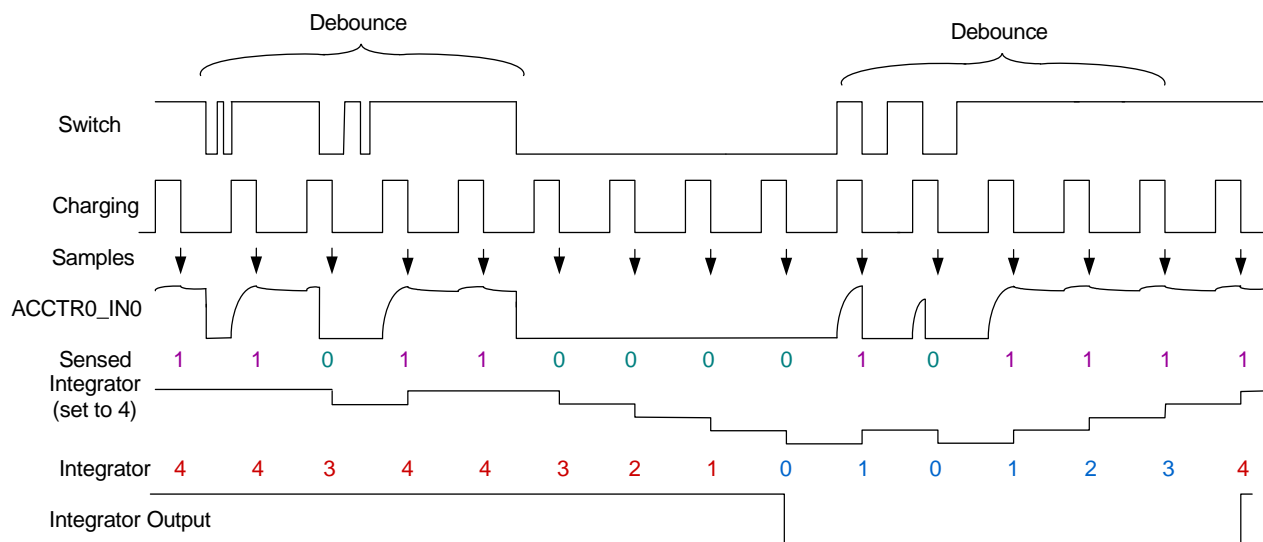 Debounce
Debounce
Switch
Charging
Samples
ACCTR0_IN0
Sensed 1 1 0 1 1 0 0 0 0 1 0 1 1 1 1
Integrator
(set to 4)
Integrator 4 4 3 4 4 3 2 1 0 1 0 1 2 3 4
Integrator Output